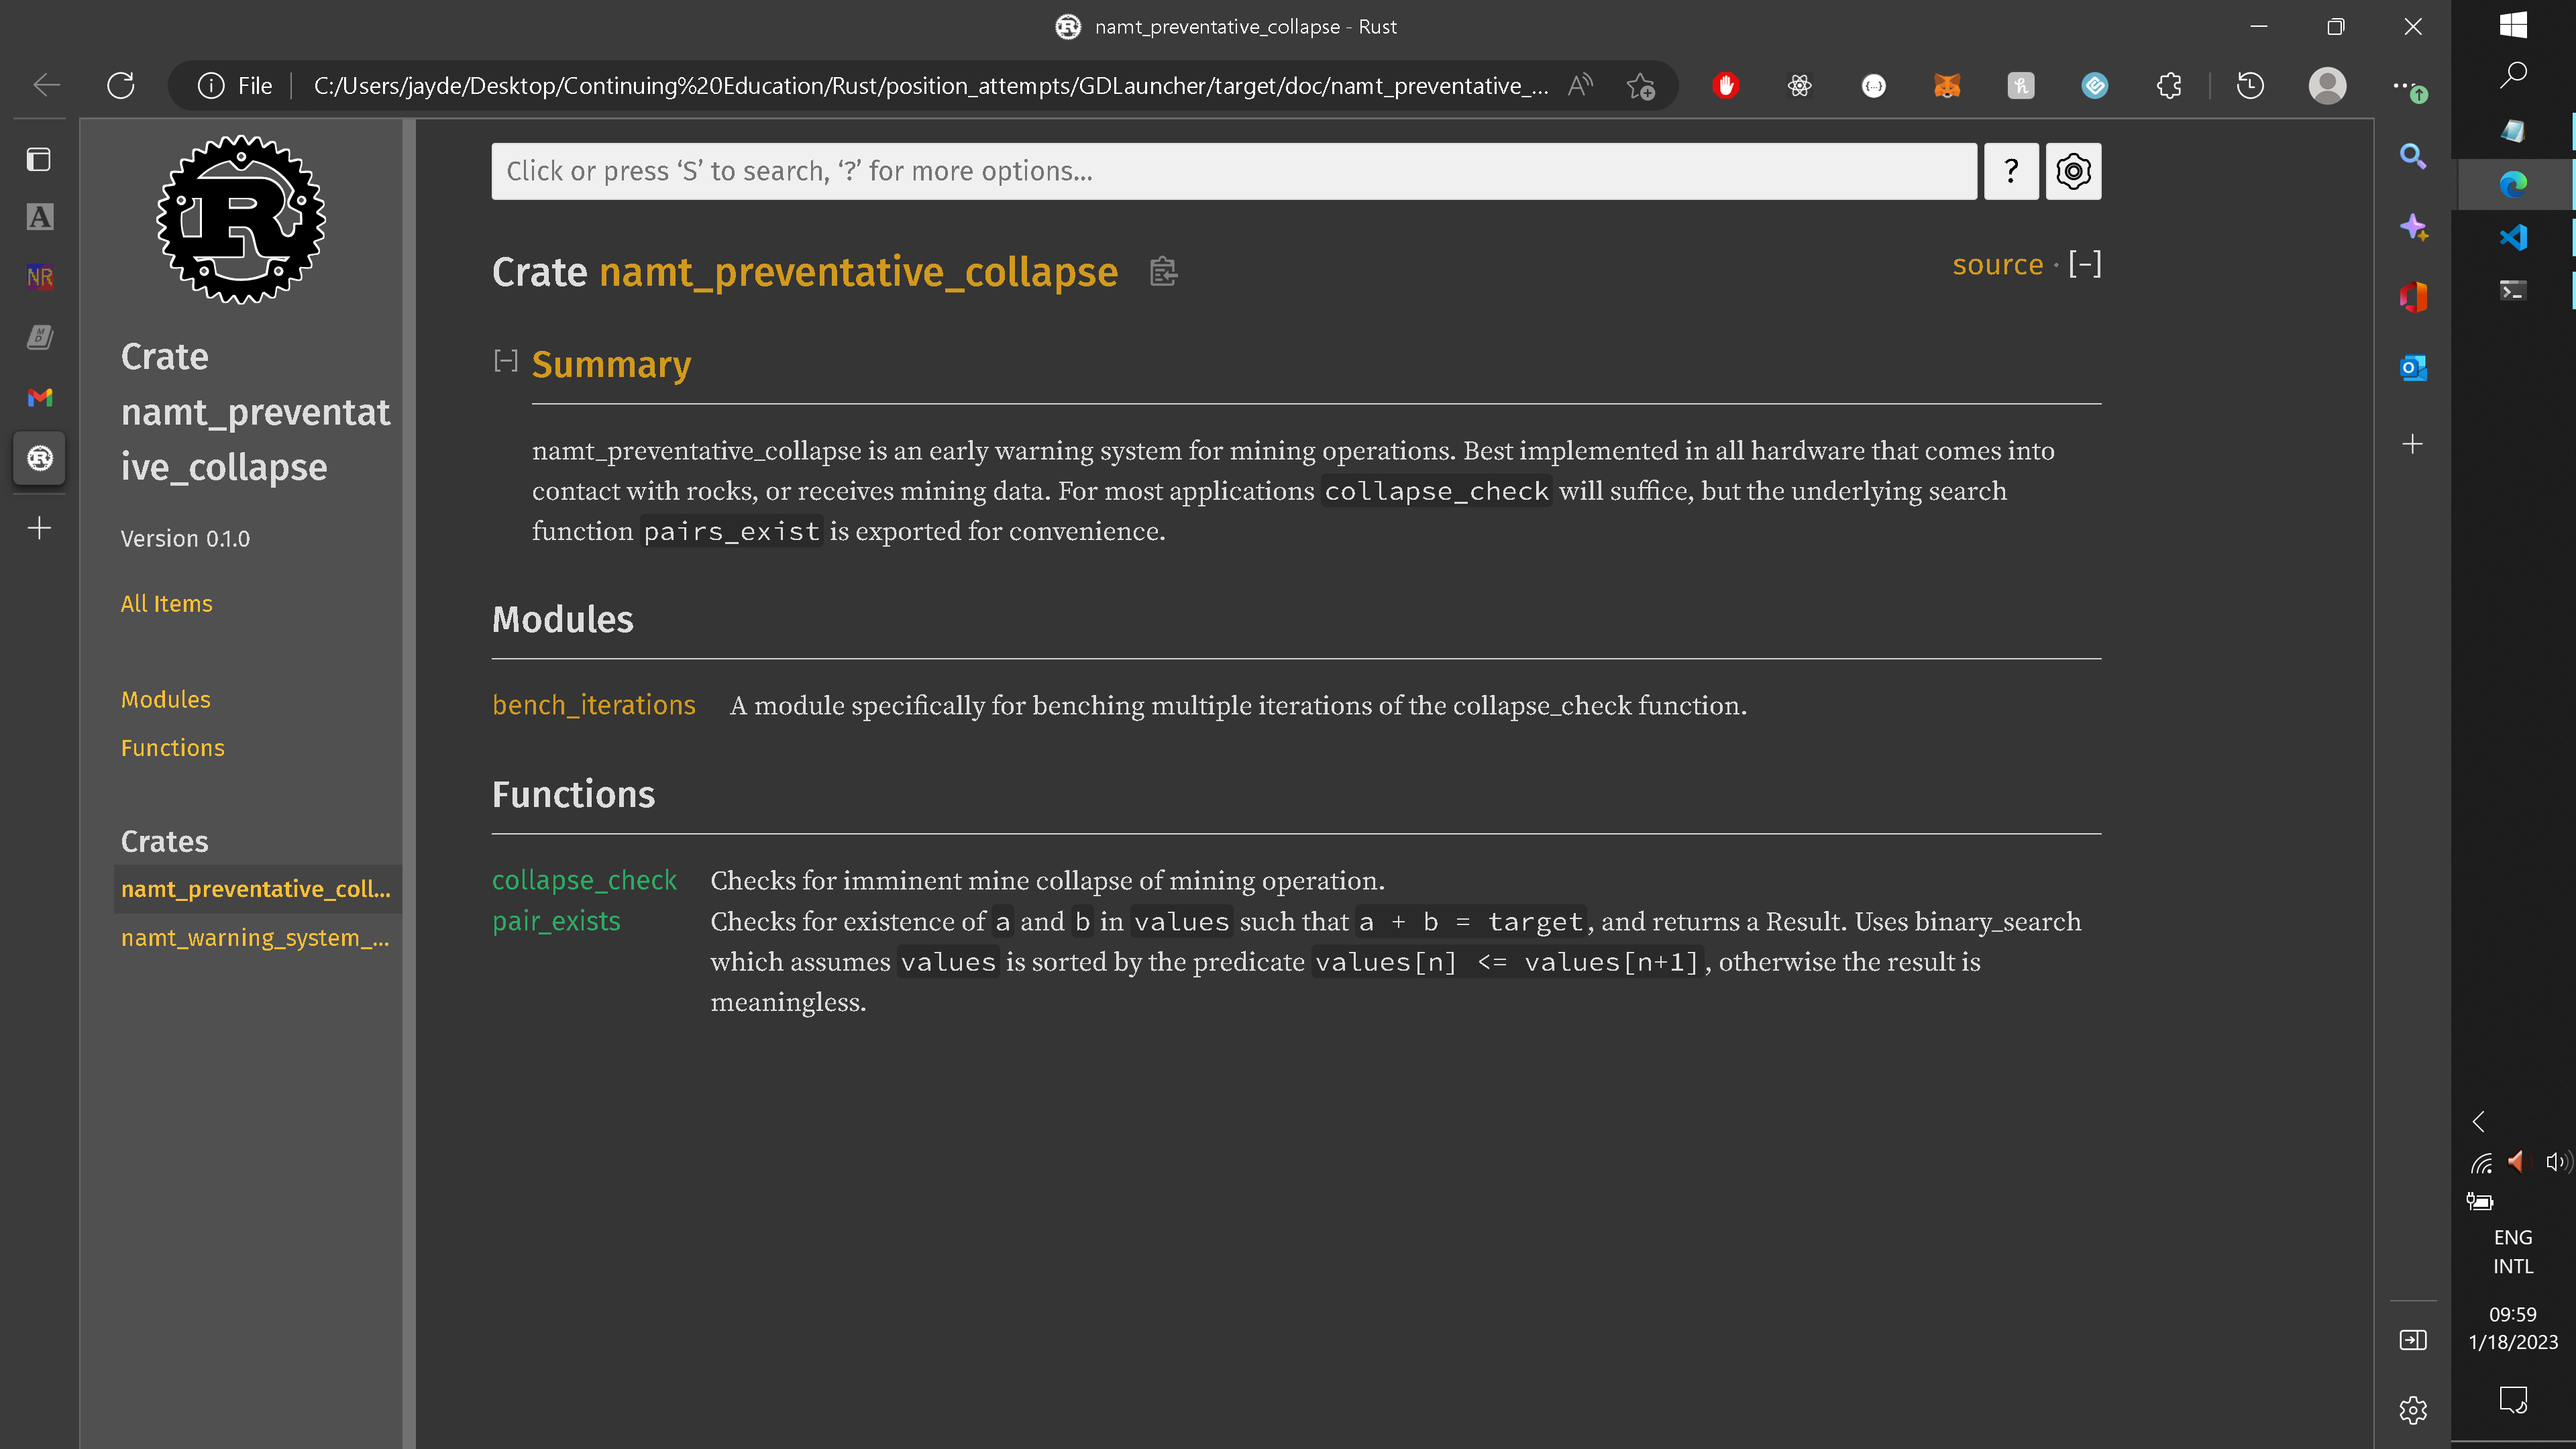 namt_preventative_collapse - Rust
File
C:/Users/jayde/Desktop/Continuing%20Education/Rust/position_attempts/GDLauncher/target/doc/namt_preventative_...
Click or press ‘S’ to search, ‘?’ for more options...
?
Crate namt_preventative_collapse
source · [−]
[−] Summary
namt_preventative_collapse is an early warning system for mining operations. Best implemented in all hardware that comes into
contact with rocks, or receives mining data. For most applications collapse_check will suffice, but the underlying search
function pairs_exist is exported for convenience.
Modules
bench_iterations A module specifically for benching multiple iterations of the collapse_check function.
Functions
collapse_check Checks for imminent mine collapse of mining operation.
pair_exists Checks for existence of a and b in values such that a + b = target, and returns a Result. Uses binary_search
which assumes values is sorted by the predicate values[n] <= values[n+1], otherwise the result is
meaningless.
Crate
namt_preventat
ive_collapse
Version 0.1.0
All Items
Modules
Functions
Crates
namt_preventative_coll...
namt_warning_system_...
A
NR
ENG
INTL
09:59
1/18/2023